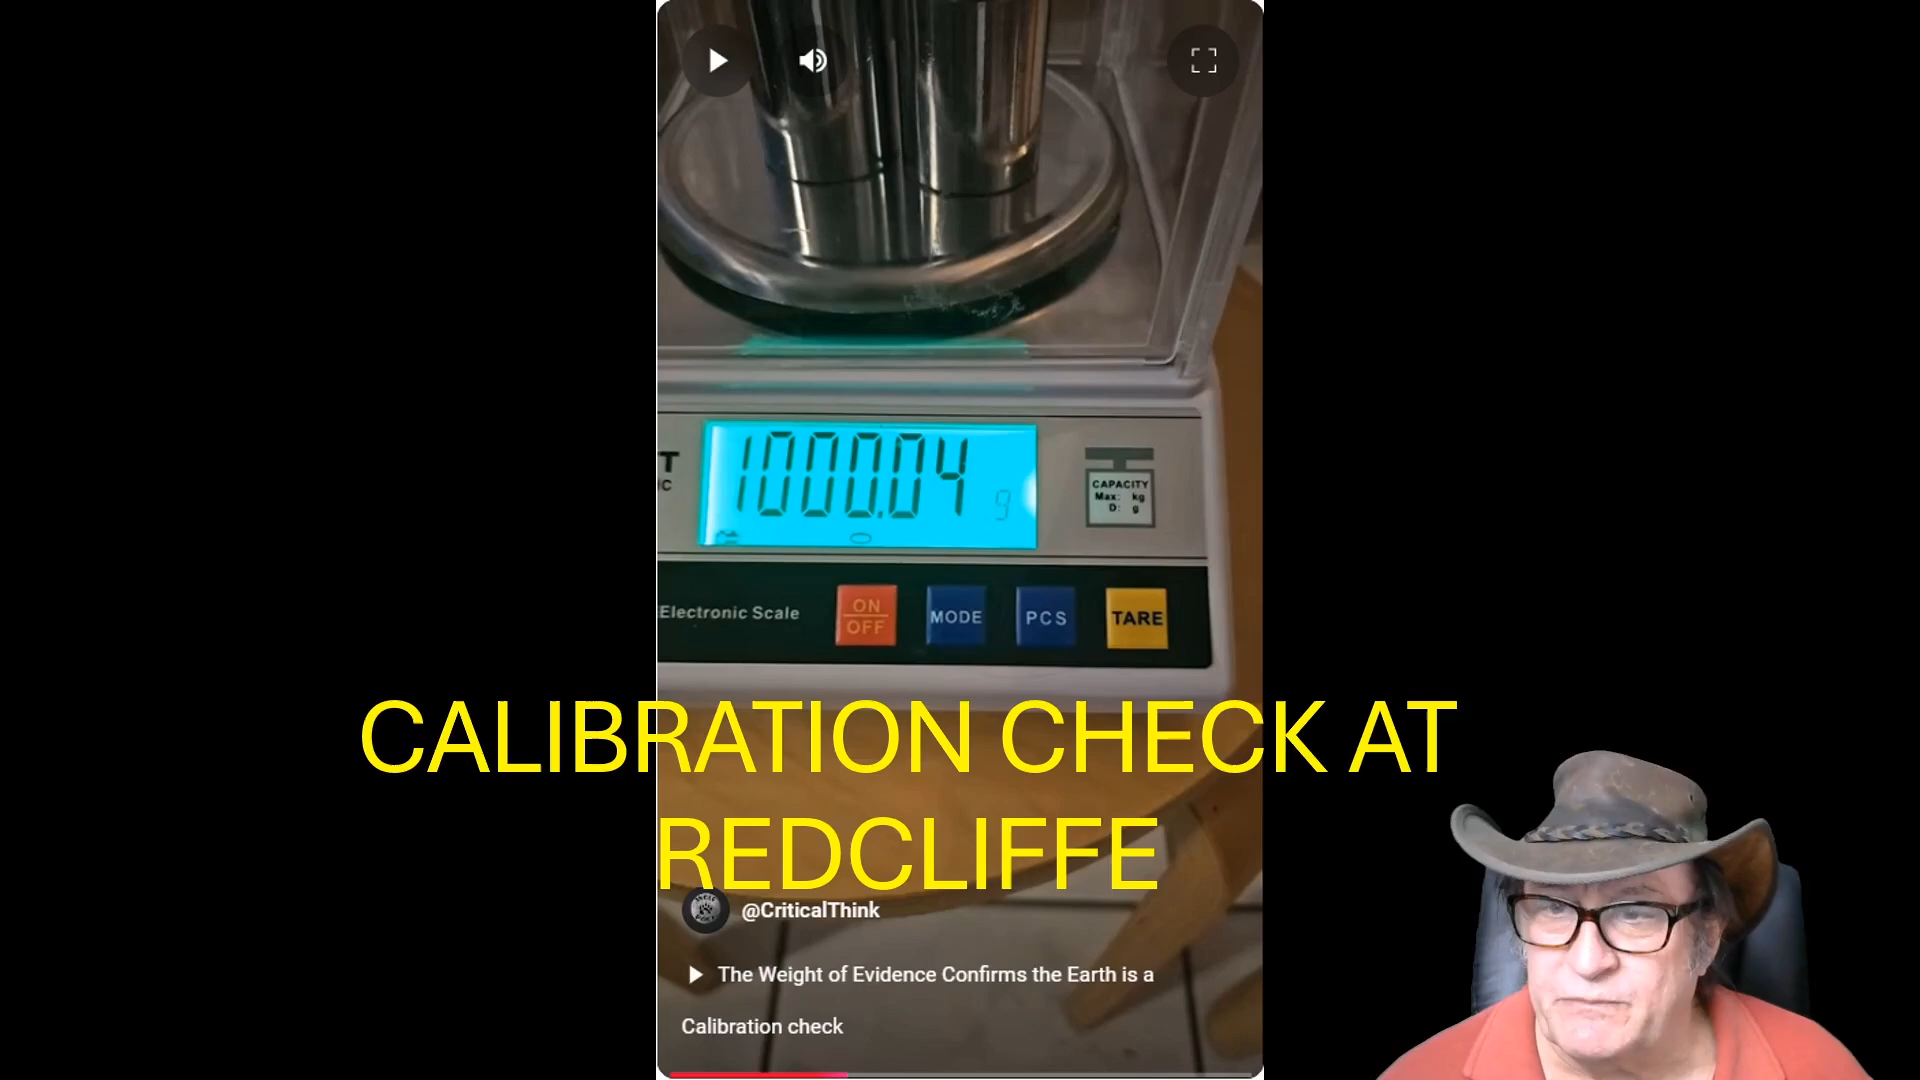 T
IC
1000.04 g
CAPACITY
Max: kg
D: g
Electronic Scale
ON
OFF
MODE
PCS
TARE
CALIBRATION CHECK AT
REDCLIFFE
@CriticalThink
The Weight of Evidence Confirms the Earth is a
Calibration check